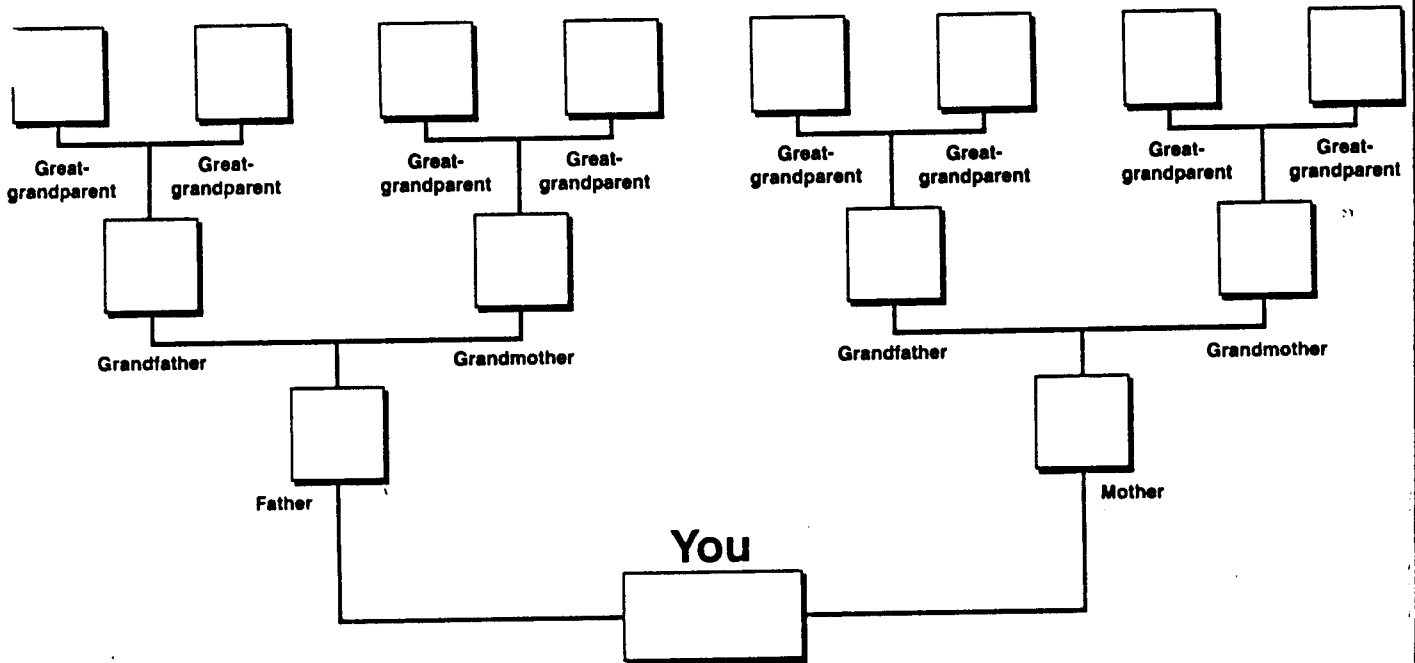 Great-
grandparent
Great-
grandparent
Great-
grandparent
Great-
grandparent
Great-
grandparent
Great-
grandparent
Great-
grandparent
Great-
grandparent
Grandfather
Grandmother
Grandfather
Grandmother
Father
Mother
You